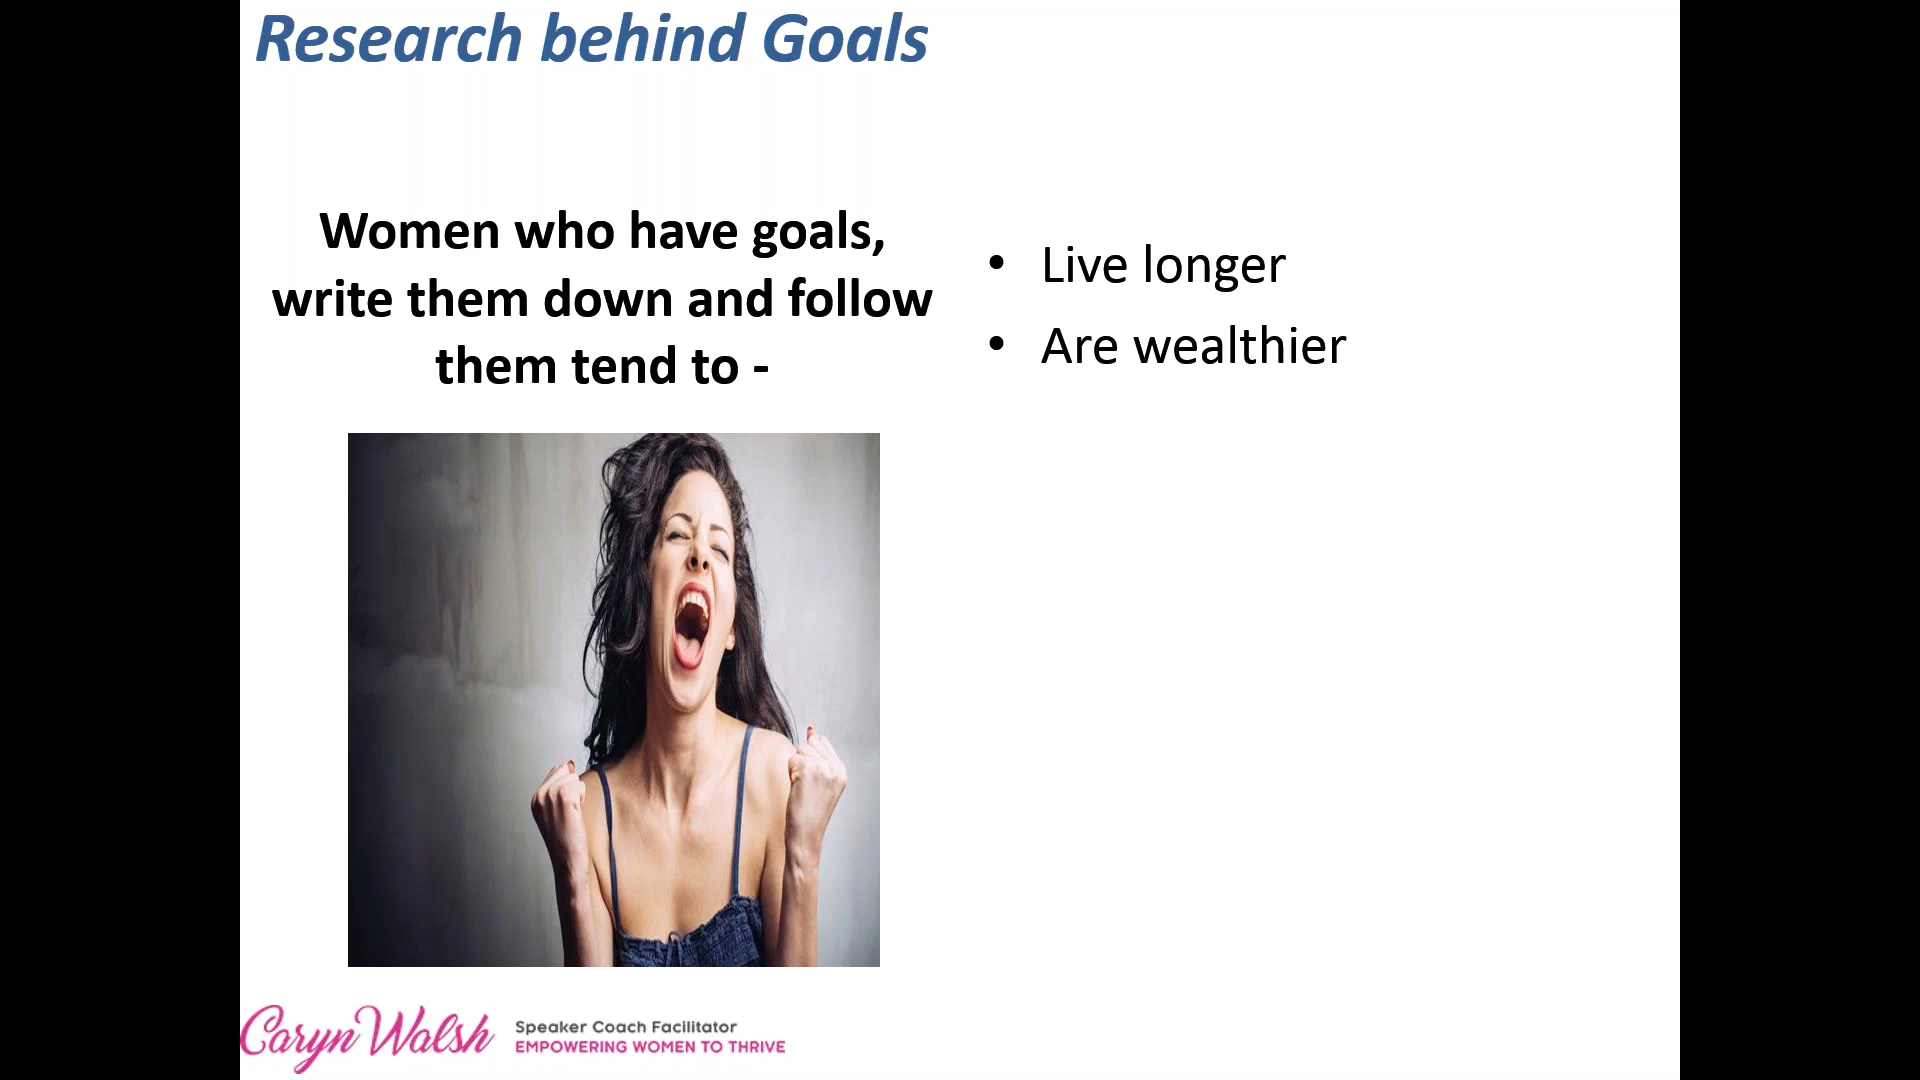 Research behind Goals
Women who have goals,
write them down and follow
them tend to -
• Live longer
• Are wealthier
Caryn Walsh
Speaker Coach Facilitator
EMPOWERING WOMEN TO THRIVE